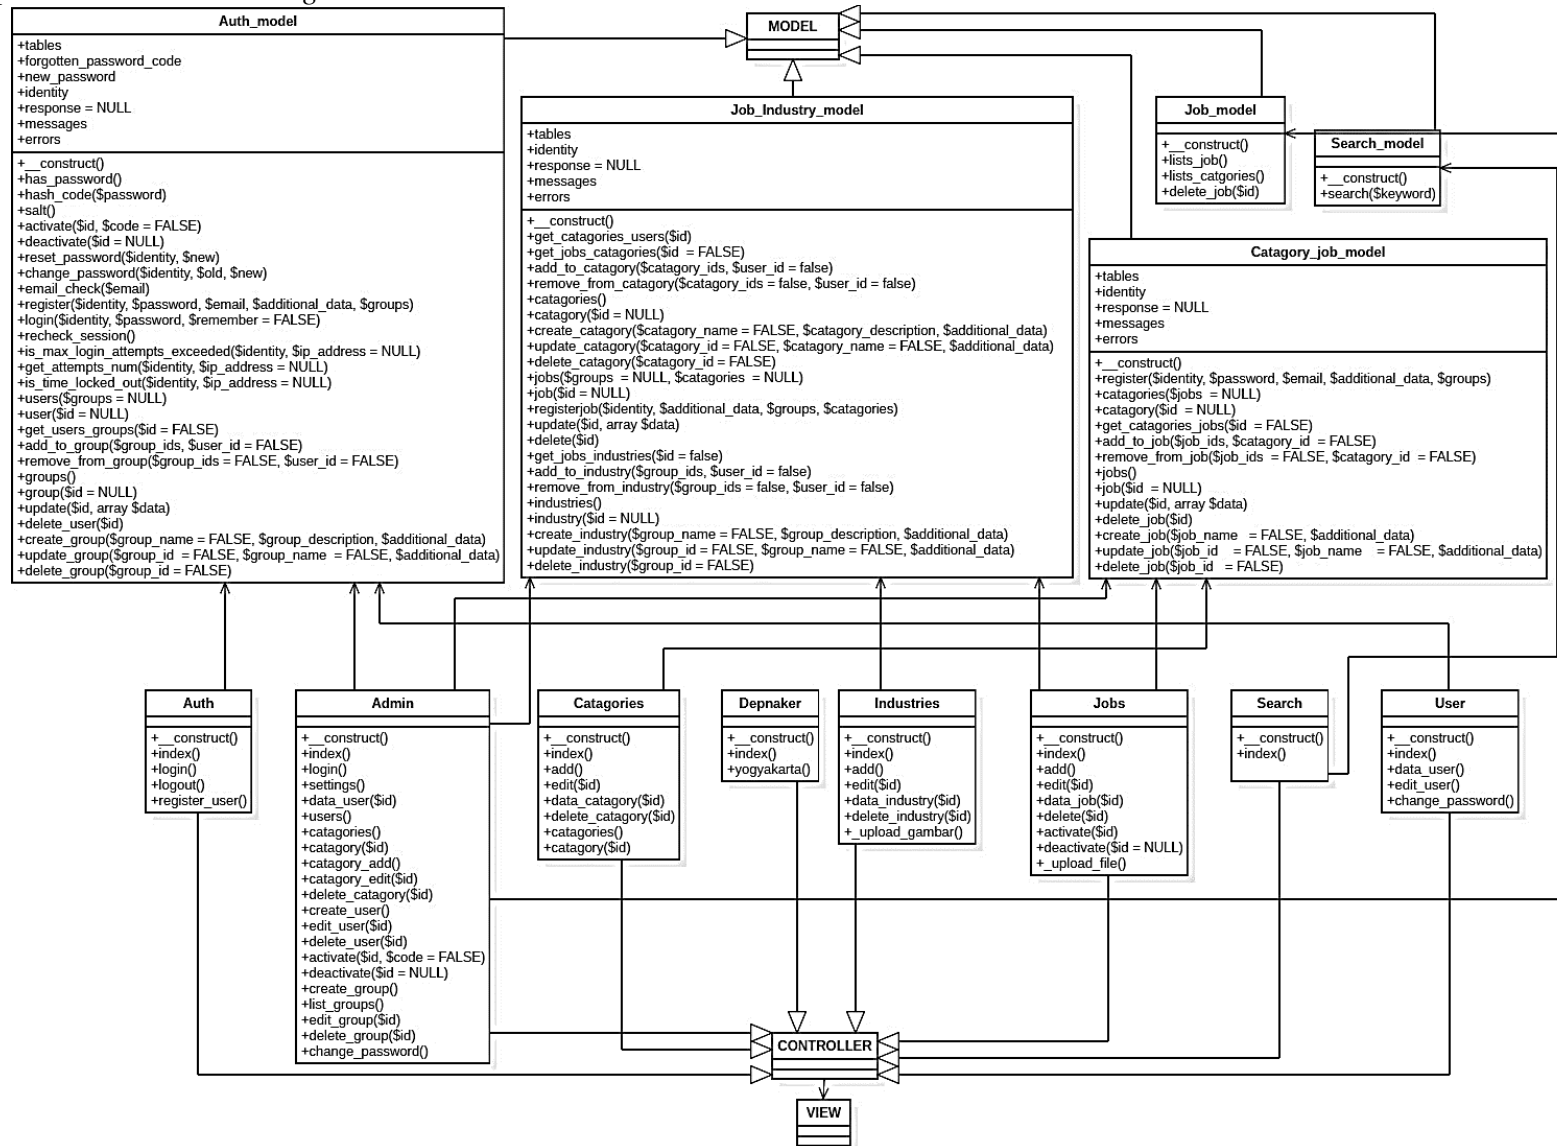 Auth_model
+tables
+forgotten_password_code
+new_password
+identity
+response = NULL
+messages
+errors
+__construct()
+has_password()
+hash_code($password)
+salt()
+activate($id, $code = FALSE)
+deactivate($id = NULL)
+reset_password($identity, $new)
+change_password($identity, $old, $new)
+email_check($email)
+register($identity, $password, $email, $additional_data, $groups)
+login($identity, $password, $remember = FALSE)
+recheck_session()
+is_max_login_attempts_exceeded($identity, $ip_address = NULL)
+get_attempts_num($identity, $ip_address = NULL)
+is_time_locked_out($identity, $ip_address = NULL)
+users($groups = NULL)
+user($id = NULL)
+get_users_groups($id = FALSE)
+add_to_group($group_ids, $user_id = FALSE)
+remove_from_group($group_ids = FALSE, $user_id = FALSE)
+groups()
+group($id = NULL)
+update($id, array $data)
+delete_user($id)
+create_group($group_name = FALSE, $group_description, $additional_data)
+update_group($group_id = FALSE, $group_name = FALSE, $additional_data)
+delete_group($group_id = FALSE)
MODEL
Job_Industry_model
+tables
+identity
+response = NULL
+messages
+errors
+__construct()
+get_catagories_users($id)
+get_jobs_catagories($id = FALSE)
+add_to_catagory($catagory_ids, $user_id = false)
+remove_from_catagory($catagory_ids = false, $user_id = false)
+catagories()
+catagory($id = NULL)
+create_catagory($catagory_name = FALSE, $catagory_description, $additional_data)
+update_catagory($catagory_id = FALSE, $catagory_name = FALSE, $additional_data)
+delete_catagory($catagory_id = FALSE)
+jobs($groups = NULL, $catagories = NULL)
+job($id = NULL)
+registerjob($identity, $additional_data, $groups, $catagories)
+update($id, array $data)
+delete($id)
+get_jobs_industries($id = false)
+add_to_industry($group_ids, $user_id = false)
+remove_from_industry($group_ids = false, $user_id = false)
+industries()
+industry($id = NULL)
+create_industry($group_name = FALSE, $group_description, $additional_data)
+update_industry($group_id = FALSE, $group_name = FALSE, $additional_data)
+delete_industry($group_id = FALSE)
Job_model
+__construct()
+lists_job()
+lists_catgories()
+delete_job($id)
Search_model
+__construct()
+search($keyword)
Catagory_job_model
+tables
+identity
+response = NULL
+messages
+errors
+__construct()
+register($identity, $password, $email, $additional_data, $groups)
+catagories($jobs = NULL)
+catagory($id = NULL)
+get_catagories_jobs($id = FALSE)
+add_to_job($job_ids, $catagory_id = FALSE)
+remove_from_job($job_ids = FALSE, $catagory_id = FALSE)
+jobs()
+job($id = NULL)
+update($id, array $data)
+delete_job($id)
+create_job($job_name = FALSE, $additional_data)
+update_job($job_id = FALSE, $job_name = FALSE, $additional_data)
+delete_job($job_id = FALSE)
Auth
+__construct()
+index()
+login()
+logout()
+register_user()
Admin
+__construct()
+index()
+login()
+settings()
+data_user($id)
+users()
+catagories()
+catagory($id)
+catagory_add()
+catagory_edit($id)
+delete_catagory($id)
+create_user()
+edit_user($id)
+delete_user($id)
+activate($id, $code = FALSE)
+deactivate($id = NULL)
+create_group()
+list_groups()
+edit_group($id)
+delete_group($id)
+change_password()
Catagories
+__construct()
+index()
+add()
+edit($id)
+data_catagory($id)
+delete_catagory($id)
+catagories()
+catagory($id)
Depnaker
+__construct()
+index()
+yogyakarta()
Industries
+__construct()
+index()
+add()
+edit($id)
+data_industry($id)
+delete_industry($id)
+_upload_gambar()
Jobs
+__construct()
+index()
+add()
+edit($id)
+data_job($id)
+delete($id)
+activate($id)
+deactivate($id = NULL)
+_upload_file()
Search
+__construct()
+index()
User
+__construct()
+index()
+data_user()
+edit_user()
+change_password()
CONTROLLER
VIEW